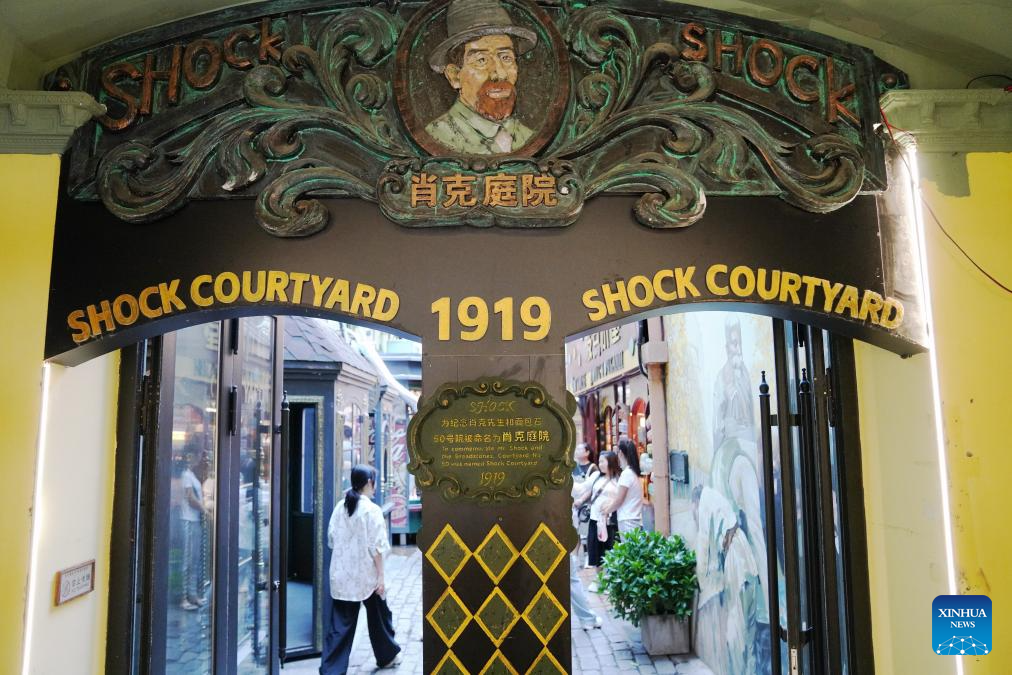 SHOCK
SHOCK
肖克庭院
SHOCK COURTYARD
1919
SHOCK COURTYARD
SHOCK
为纪念肖克先生和面包石
50号院被命名为肖克庭院
To commemorate Mr. Shock and
the Breadstones, Courtyard No.
50 was named Shock Courtyard
1919
XINHUA
NEWS